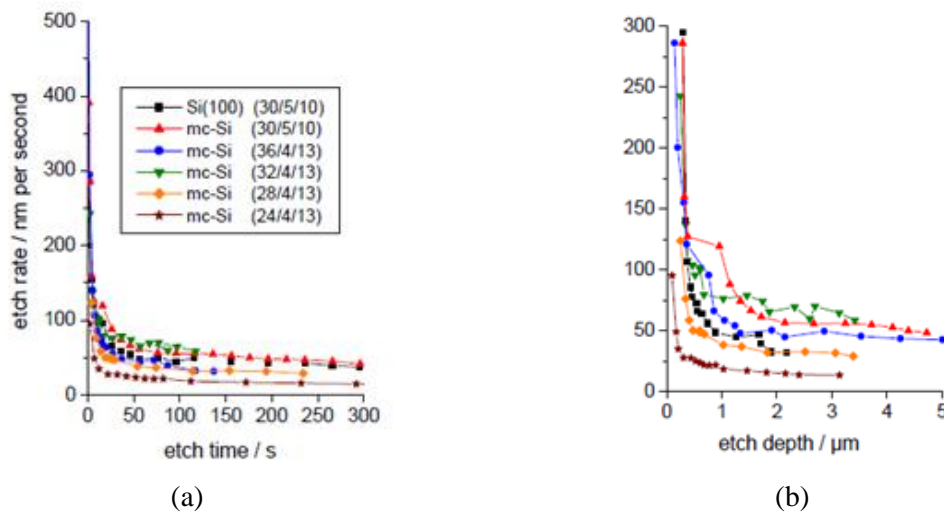 500
400
300
200
100
0
etch rate / nm per second
0 50 100 150 200 250 300
etch time / s
Si(100) (30/5/10)
mc-Si (30/5/10)
mc-Si (36/4/13)
mc-Si (32/4/13)
mc-Si (28/4/13)
mc-Si (24/4/13)
(a)
300
250
200
150
100
50
0
0 1 2 3 4 5
etch depth / µm
(b)